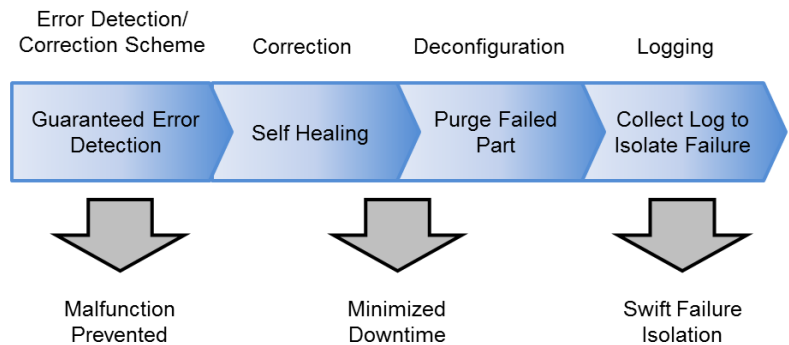 Error Detection/
Correction Scheme
Correction
Deconfiguration
Logging
Guaranteed Error
Detection
Self Healing
Purge Failed
Part
Collect Log to
Isolate Failure
Malfunction
Prevented
Minimized
Downtime
Swift Failure
Isolation